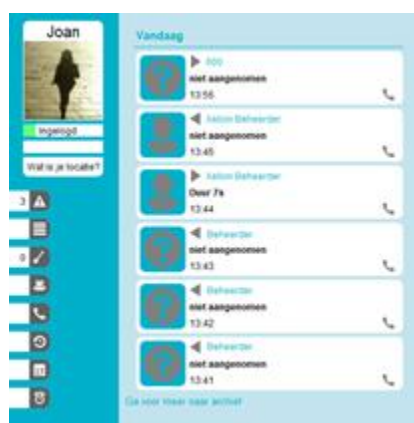 Joan
Ingelogd
Wat is je locatie?
3
0
Vandaag
niet aangenomen
13:56
Xelion Beheerder
niet aangenomen
13:45
Xelion Beheerder
Duur 7s
13:44
Beheerder
niet aangenomen
13:43
Beheerder
niet aangenomen
13:42
Beheerder
niet aangenomen
13:41
Ga voor meer naar archief